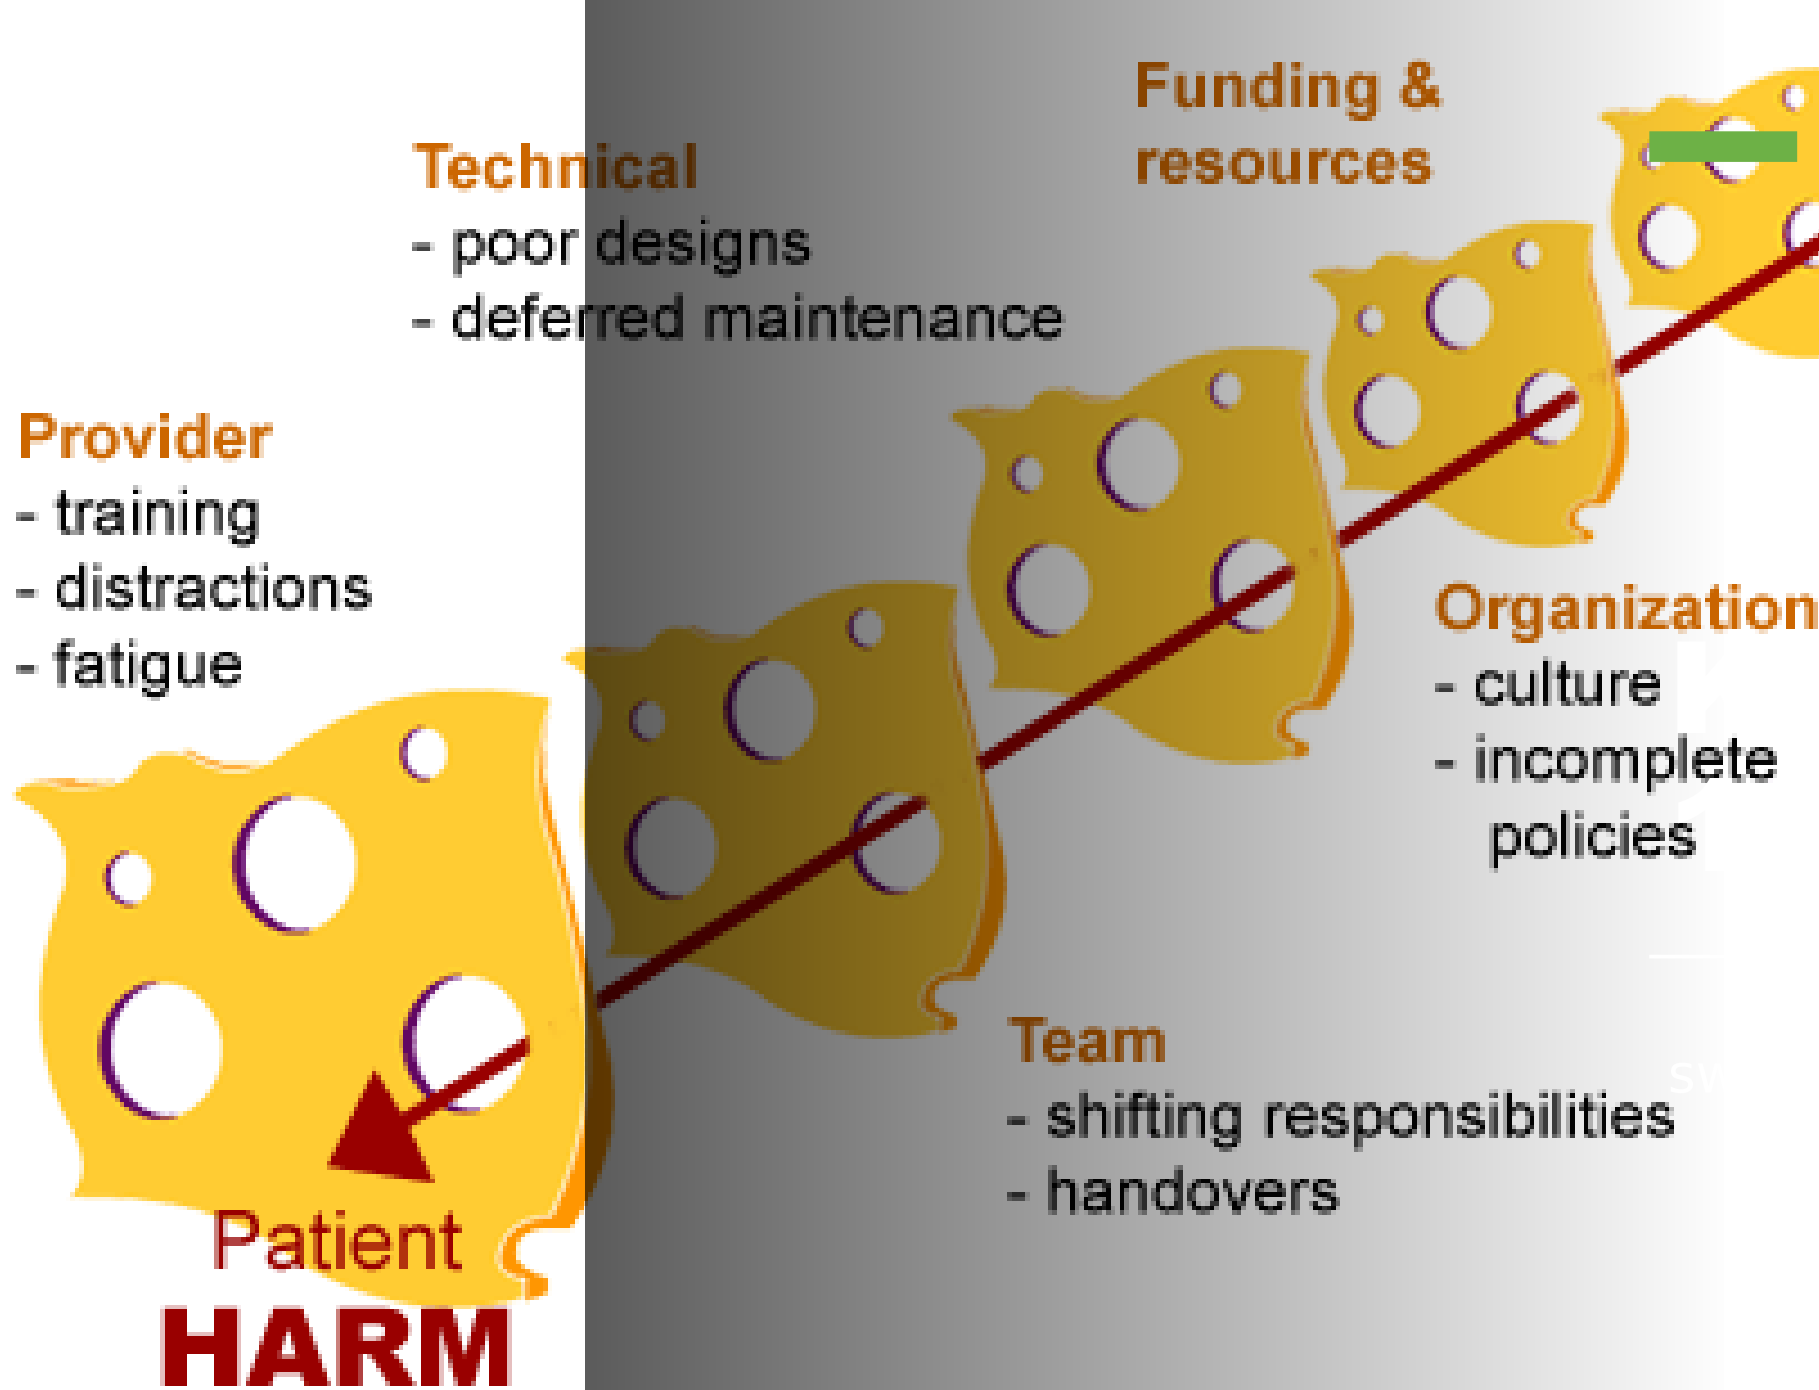 Funding &
resources
Technical
- poor designs
- deferred maintenance
Provider
- training
- distractions
- fatigue
Organization
- culture
- incomplete
policies
Team
- shifting responsibilities
- handovers
Patient
HARM